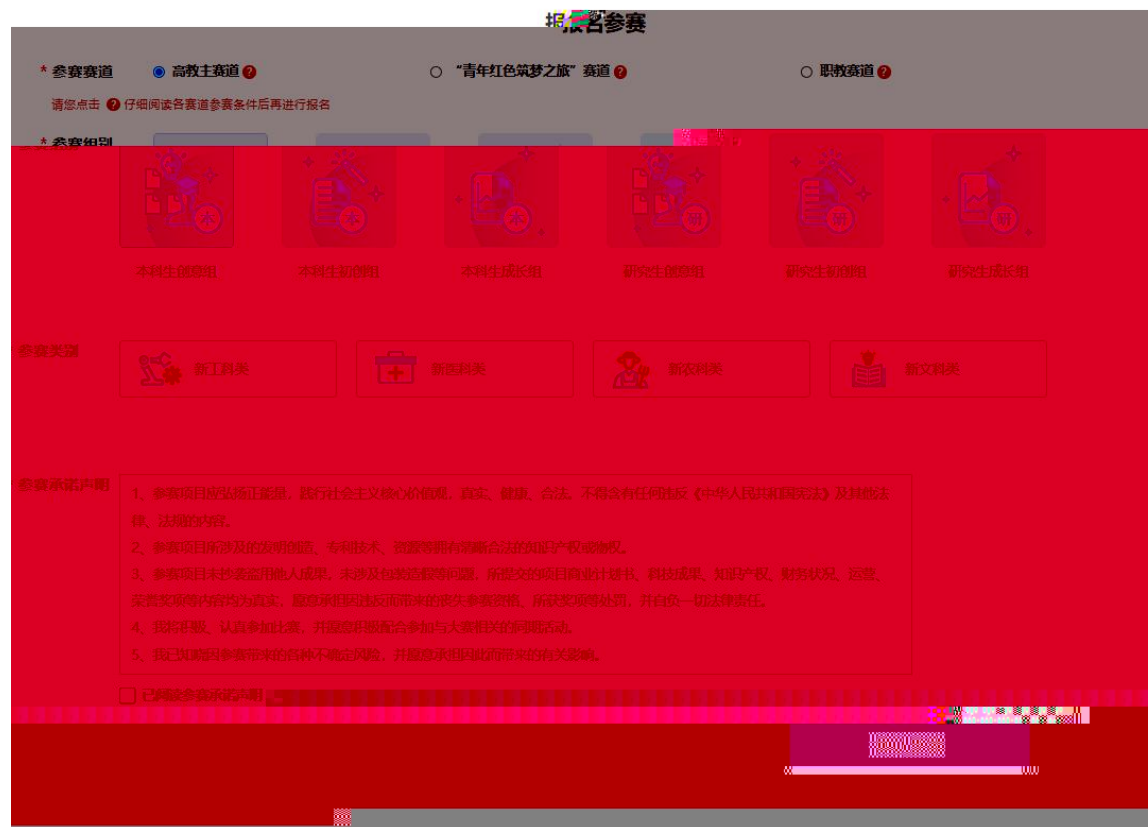 报名参赛
* 参赛赛道 高教主赛道 ? “青年红色筑梦之旅” 赛道 ? 职教赛道 ?
请您点击 ? 仔细阅读各赛道参赛条件后再进行报名
* 参赛组别
本 本 本 研 研 研
本科生创意组 本科生初创组 本科生成长组 研究生创意组 研究生初创组 研究生成长组
参赛类别 新工科类 新医科类 新农科类 新文科类
参赛承诺声明
1、参赛项目应弘扬正能量，践行社会主义核心价值观，真实、健康、合法。不得含有任何违反《中华人民共和国宪法》及其他法
律、法规的内容。
2、参赛项目所涉及的发明创造、专利技术、资源等拥有清晰合法的知识产权或物权。
3、参赛项目未抄袭盗用他人成果，未涉及包装造假等问题，所提交的项目商业计划书、科技成果、知识产权、财务状况、运营、
荣誉奖项等内容均为真实，愿意承担因违反而带来的丧失参赛资格、所获奖项等处罚，并自负一切法律责任。
4、我将积极、认真参加比赛，并愿意积极配合参加与大赛相关的同期活动。
5、我已知晓因参赛带来的各种不确定风险，并愿意承担因此而带来的有关影响。
已阅读参赛承诺声明